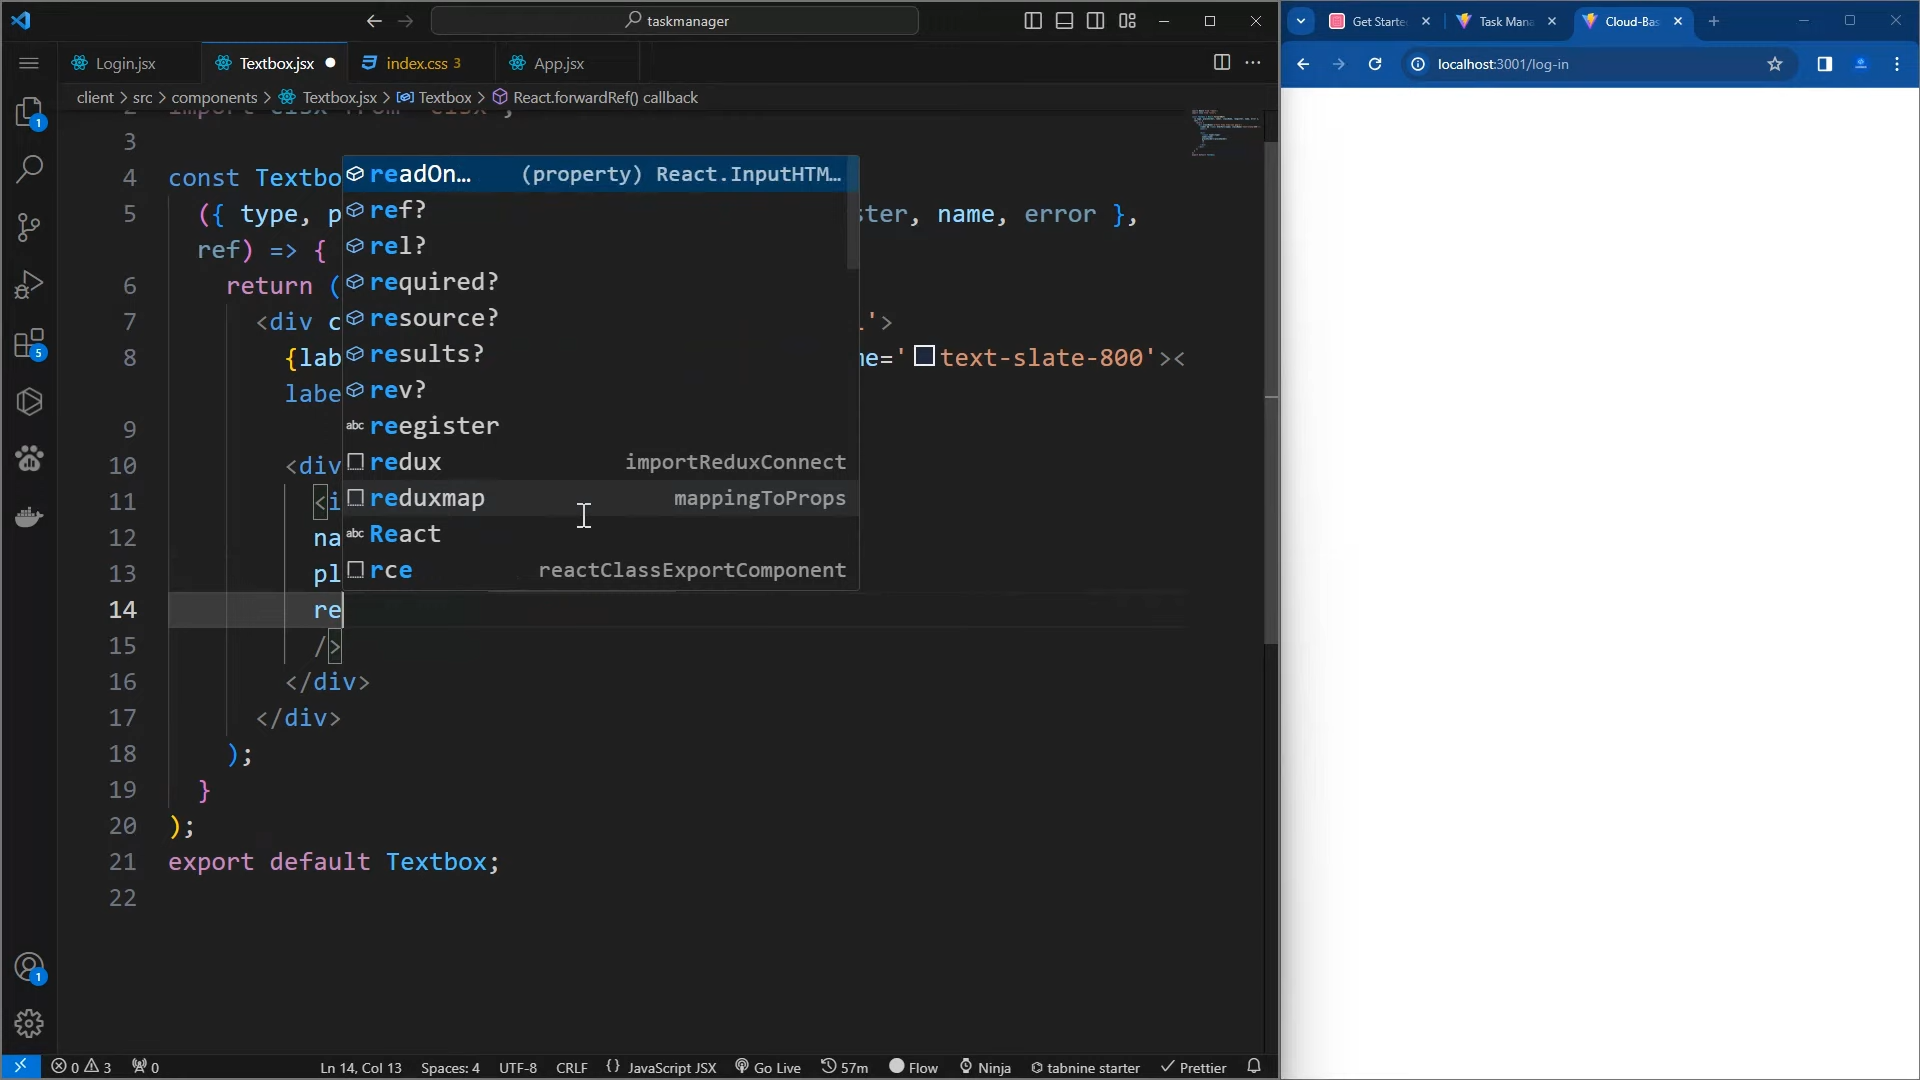 taskmanager
Login.jsx
Textbox.jsx
index.css 3
App.jsx
client > src > components > Textbox.jsx > Textbox > React.forwardRef() callback
3
4 const Textbo
5 ({ type, p ster, name, error },
ref) => {
6 return (
7 <div c '>
8 {lab e='text-slate-800'><
labe
9
10 <div
11 <i
12 na
13 pl
14 re
15 />
16 </div>
17 </div>
18 );
19 }
20 );
21 export default Textbox;
22
readOn... (property) React.InputHTM...
ref?
rel?
required?
resource?
results?
rev?
reegister
redux importReduxConnect
reduxmap mappingToProps
React
rce reactClassExportComponent
1
5
1
0 3 0
Ln 14, Col 13 Spaces: 4 UTF-8 CRLF {} JavaScript JSX Go Live 57m Flow Ninja tabnine starter Prettier
Get Starte
Task Mana
Cloud-Bas
localhost:3001/log-in